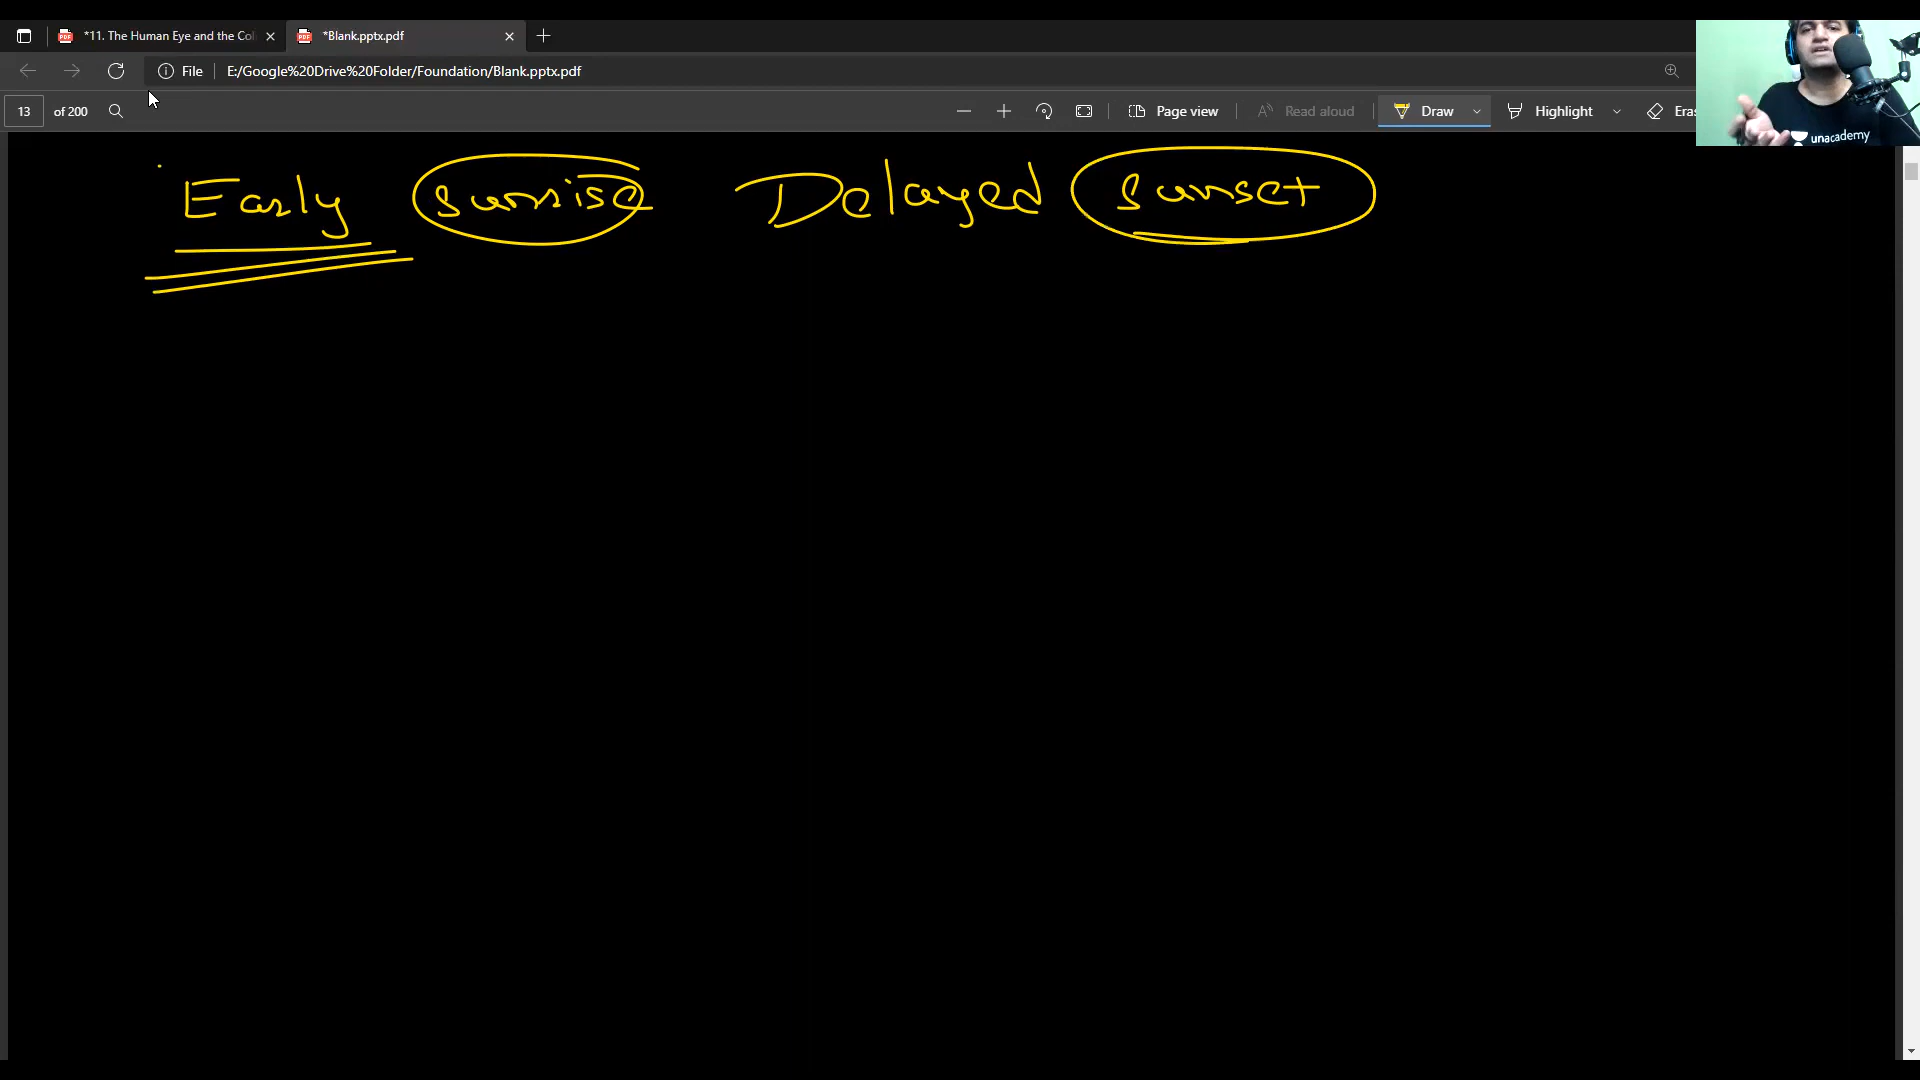 *11. The Human Eye and the Col
*Blank.pptx.pdf
File E:/Google%20Drive%20Folder/Foundation/Blank.pptx.pdf
13 of 200 Page view Read aloud Draw Highlight Eras
unacademy
Early sunrise Delayed sunset